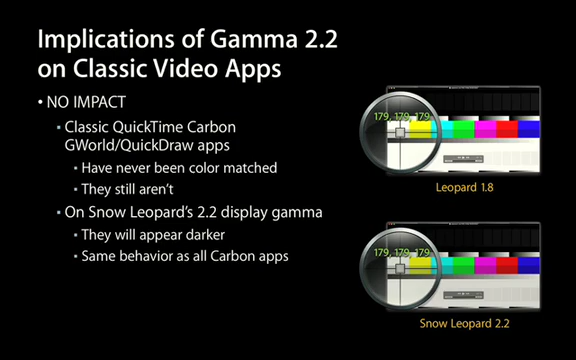 Implications of Gamma 2.2
on Classic Video Apps
• NO IMPACT
▪ Classic QuickTime Carbon
GWorld/QuickDraw apps
▪ Have never been color matched
▪ They still aren't
▪ On Snow Leopard's 2.2 display gamma
▪ They will appear darker
▪ Same behavior as all Carbon apps
179, 179, 179
Leopard 1.8
179, 179, 179
Snow Leopard 2.2